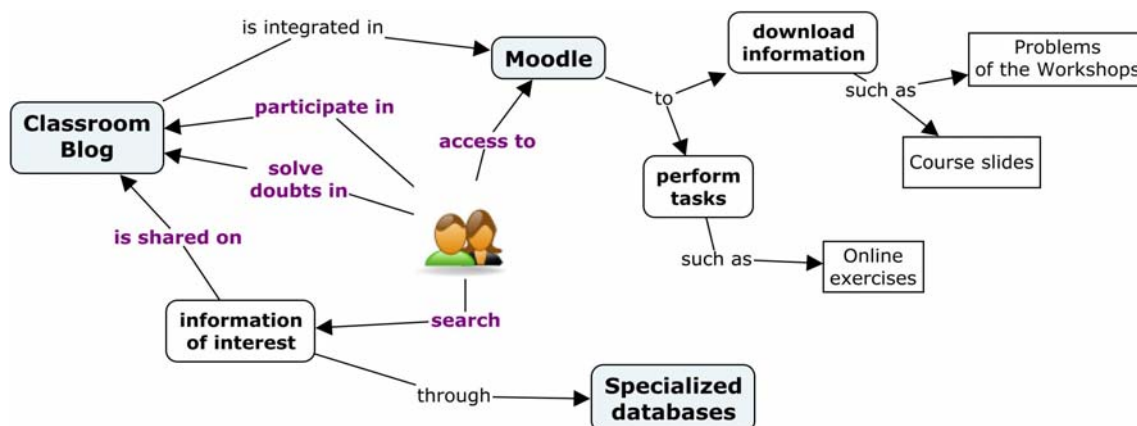 is integrated in
Moodle
download
information
Problems
of the Workshops
such as
to
participate in
Classroom
Blog
access to
solve
doubts in
Course slides
perform
tasks
is shared on
such as
Online
exercises
information
of interest
search
through
Specialized
databases